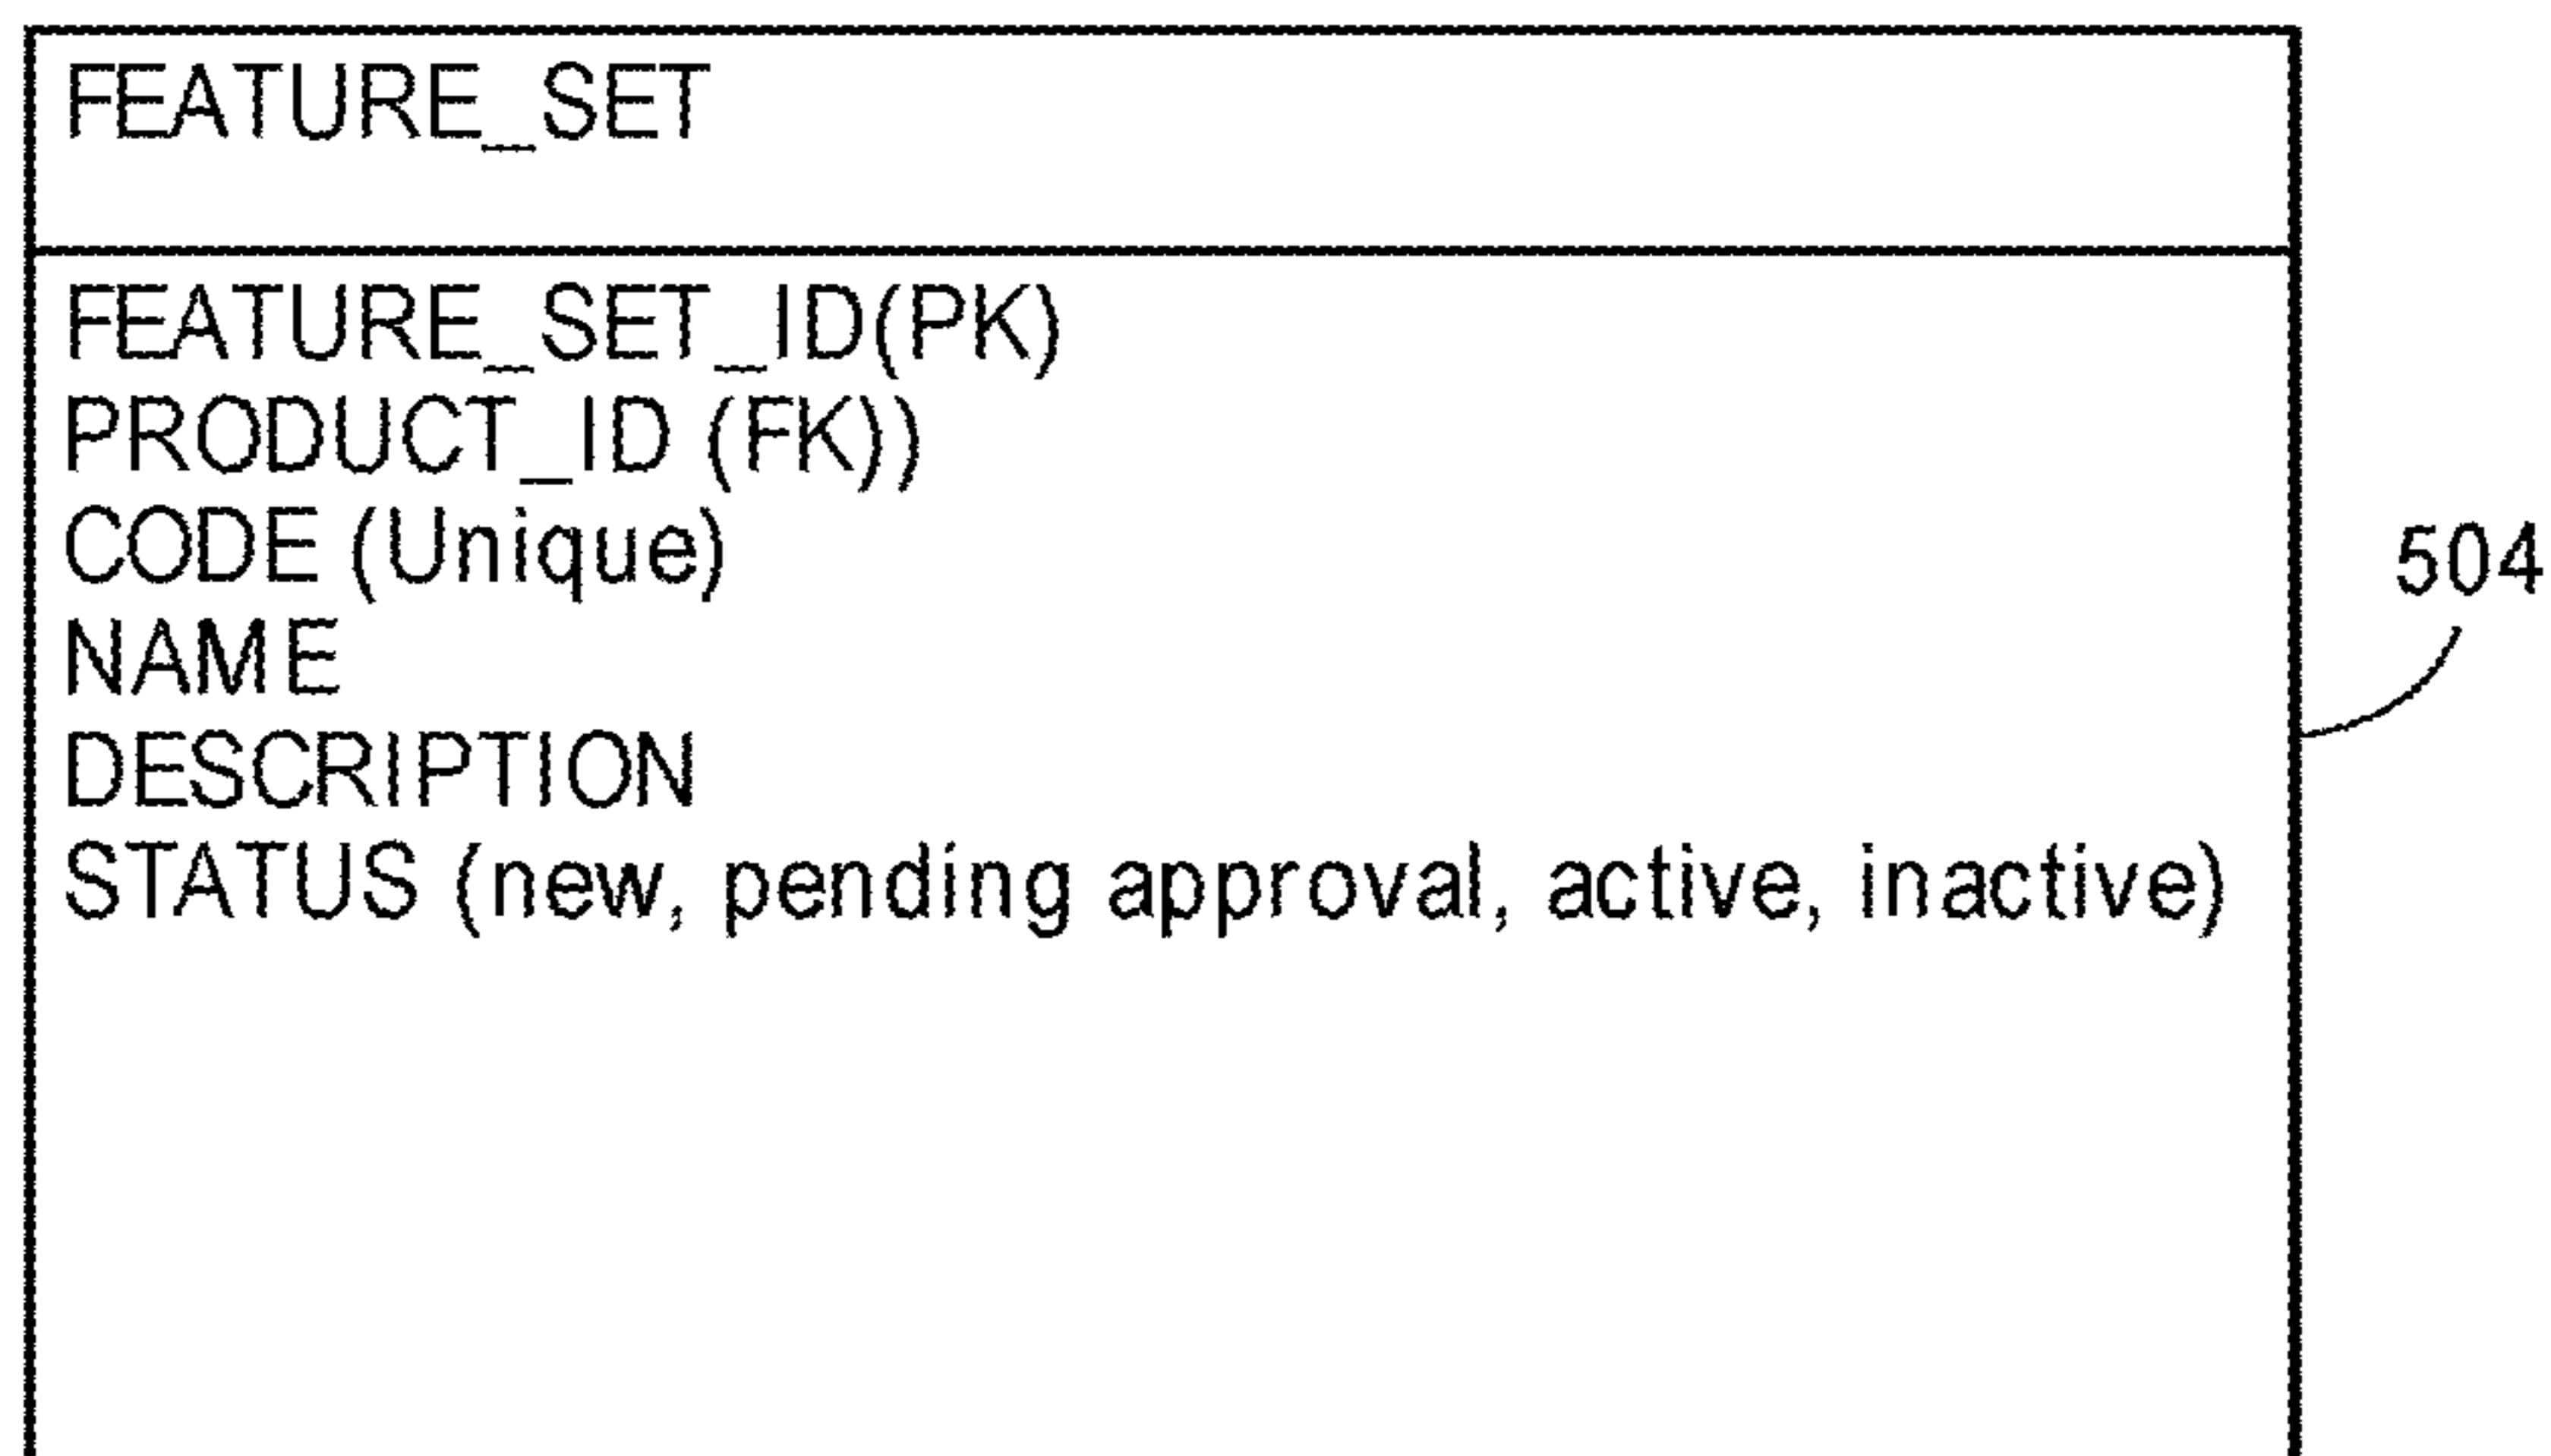 FEATURE_SET
FEATURE_SET_ID(PK)
PRODUCT_ID (FK))
CODE (Unique)
NAME
DESCRIPTION
STATUS (new, pending approval, active, inactive)
504